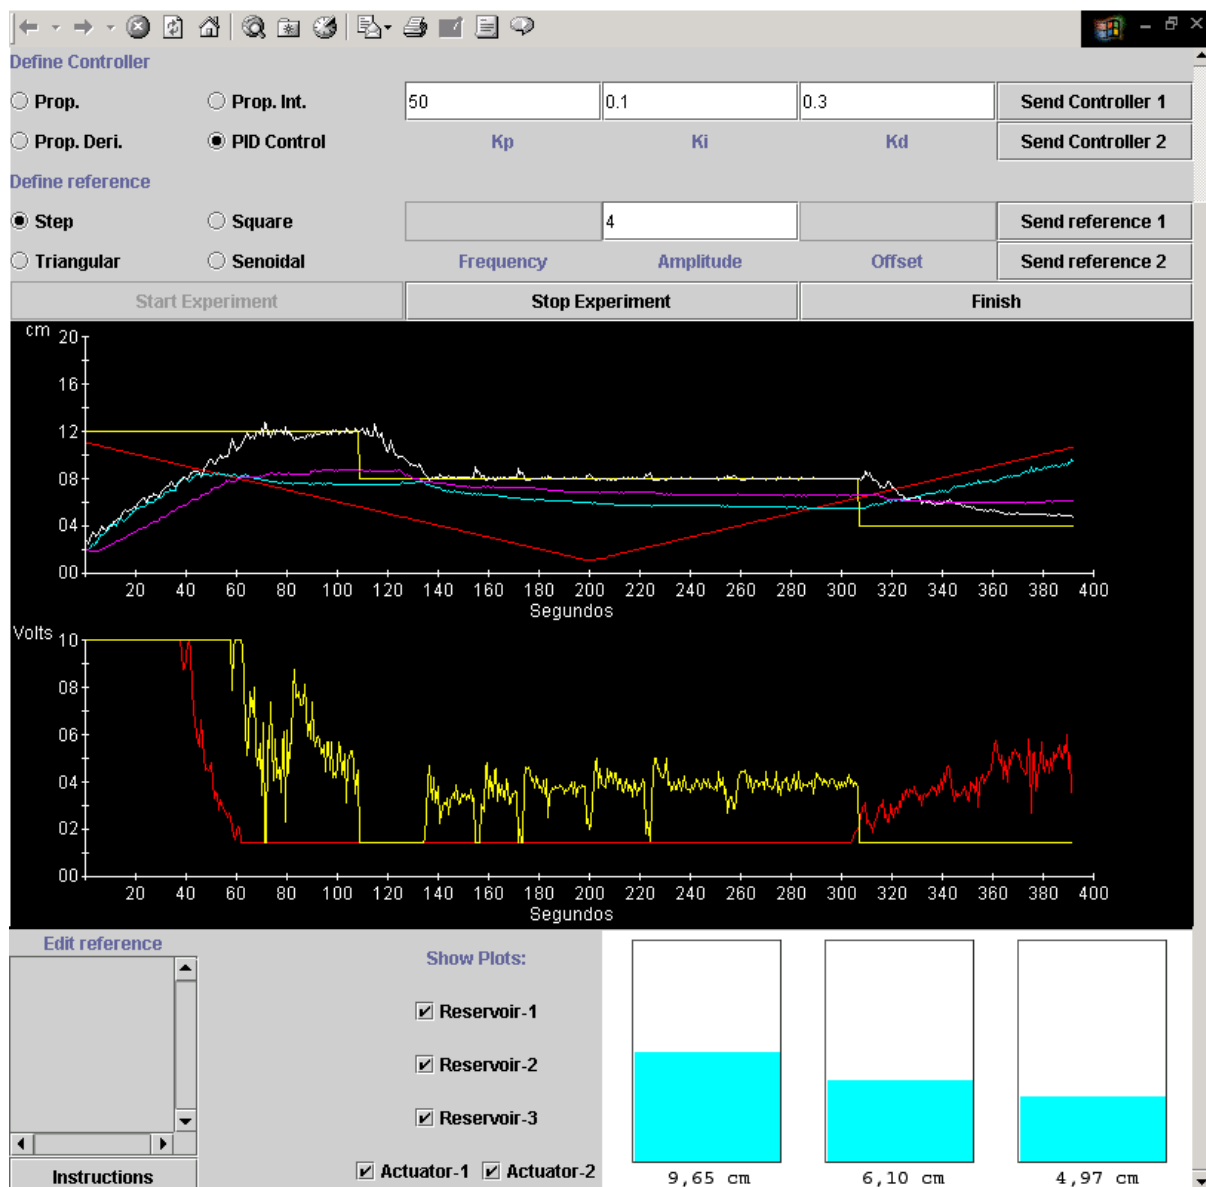 Define Controller
Prop. Prop. Int. 50 0.1 0.3 Send Controller 1
Prop. Deri. PID Control Kp Ki Kd Send Controller 2
Define reference
Step Square 4 Send reference 1
Triangular Senoidal Frequency Amplitude Offset Send reference 2
Start Experiment Stop Experiment Finish
cm
20
16
12
08
04
00
20 40 60 80 100 120 140 160 180 200 220 240 260 280 300 320 340 360 380 400
Segundos
Volts
10
08
06
04
02
00
20 40 60 80 100 120 140 160 180 200 220 240 260 280 300 320 340 360 380 400
Segundos
Edit reference
Instructions
Show Plots:
Reservoir-1
Reservoir-2
Reservoir-3
Actuator-1 Actuator-2
9,65 cm 6,10 cm 4,97 cm